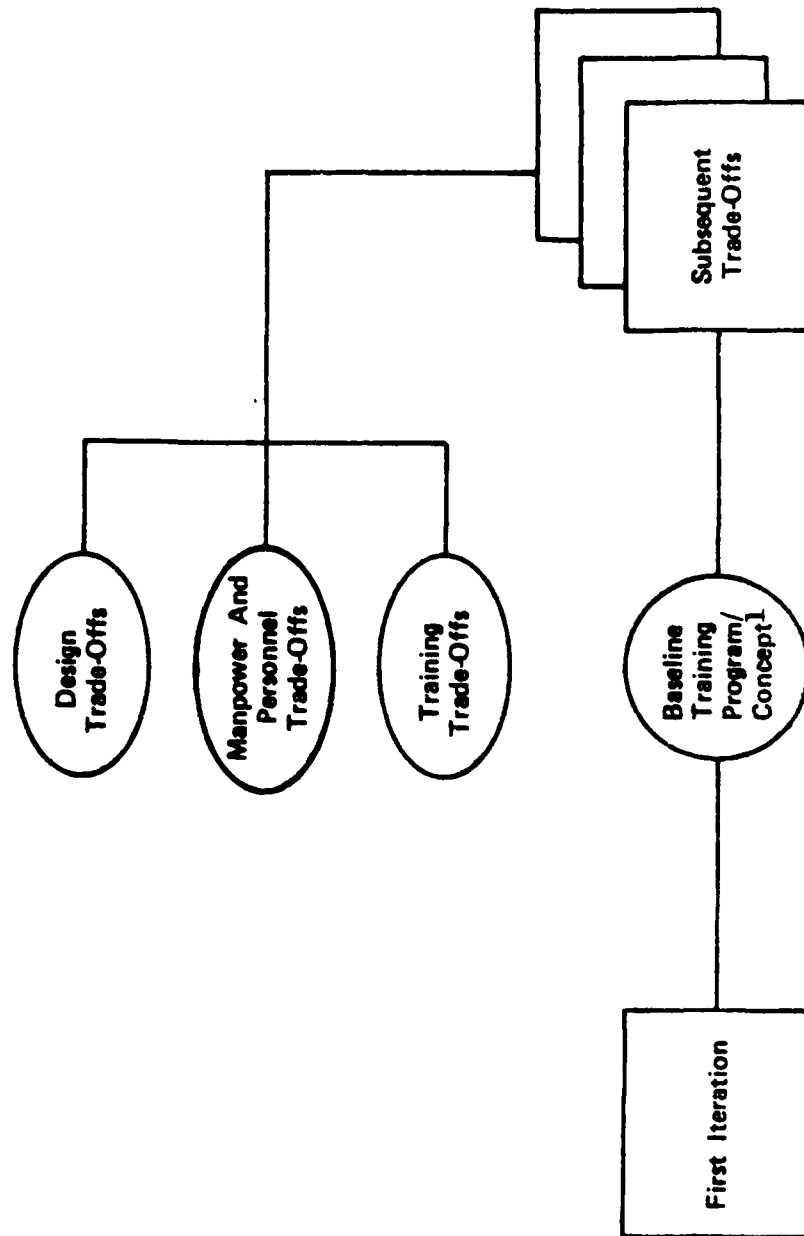 Design
Trade-Offs
Manpower And
Personnel
Trade-Offs
Training
Trade-Offs
First Iteration
Baseline
Training
Program/
Concept¹
Subsequent
Trade-Offs